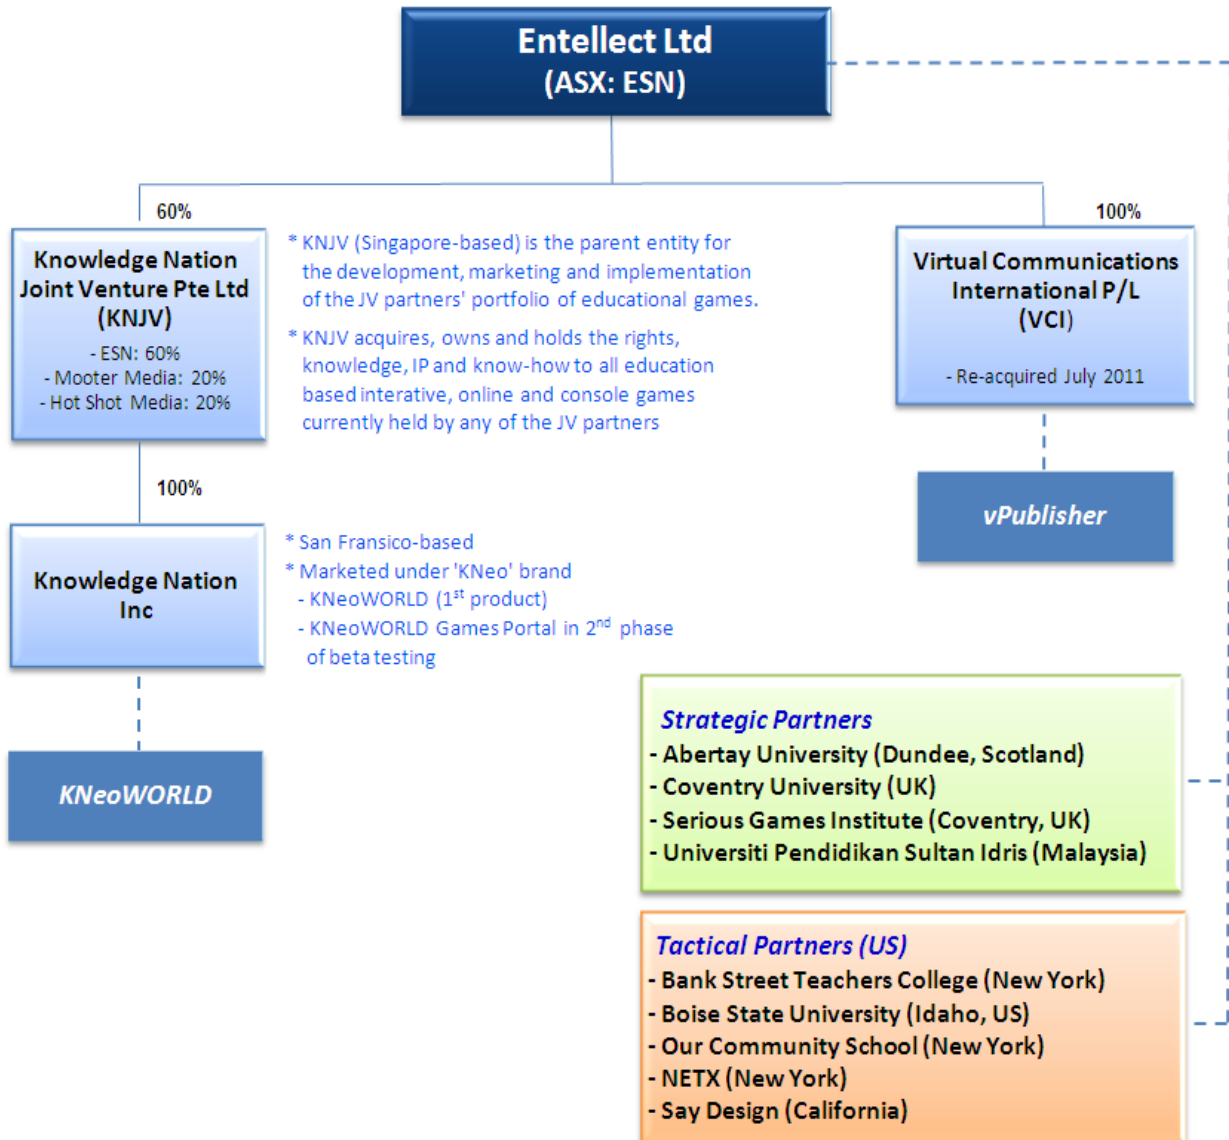 Entellect Ltd
(ASX: ESN)
60%
100%
Knowledge Nation
Joint Venture Pte Ltd
(KNJV)
- ESN: 60%
- Mooter Media: 20%
- Hot Shot Media: 20%
* KNJV (Singapore-based) is the parent entity for
the development, marketing and implementation
of the JV partners' portfolio of educational games.
* KNJV acquires, owns and holds the rights,
knowledge, IP and know-how to all education
based interative, online and console games
currently held by any of the JV partners
Virtual Communications
International P/L
(VCI)
- Re-acquired July 2011
100%
vPublisher
Knowledge Nation
Inc
* San Fransico-based
* Marketed under 'KNeo' brand
- KNeoWORLD (1st product)
- KNeoWORLD Games Portal in 2nd phase
of beta testing
KNeoWORLD
Strategic Partners
- Abertay University (Dundee, Scotland)
- Coventry University (UK)
- Serious Games Institute (Coventry, UK)
- Universiti Pendidikan Sultan Idris (Malaysia)
Tactical Partners (US)
- Bank Street Teachers College (New York)
- Boise State University (Idaho, US)
- Our Community School (New York)
- NETX (New York)
- Say Design (California)